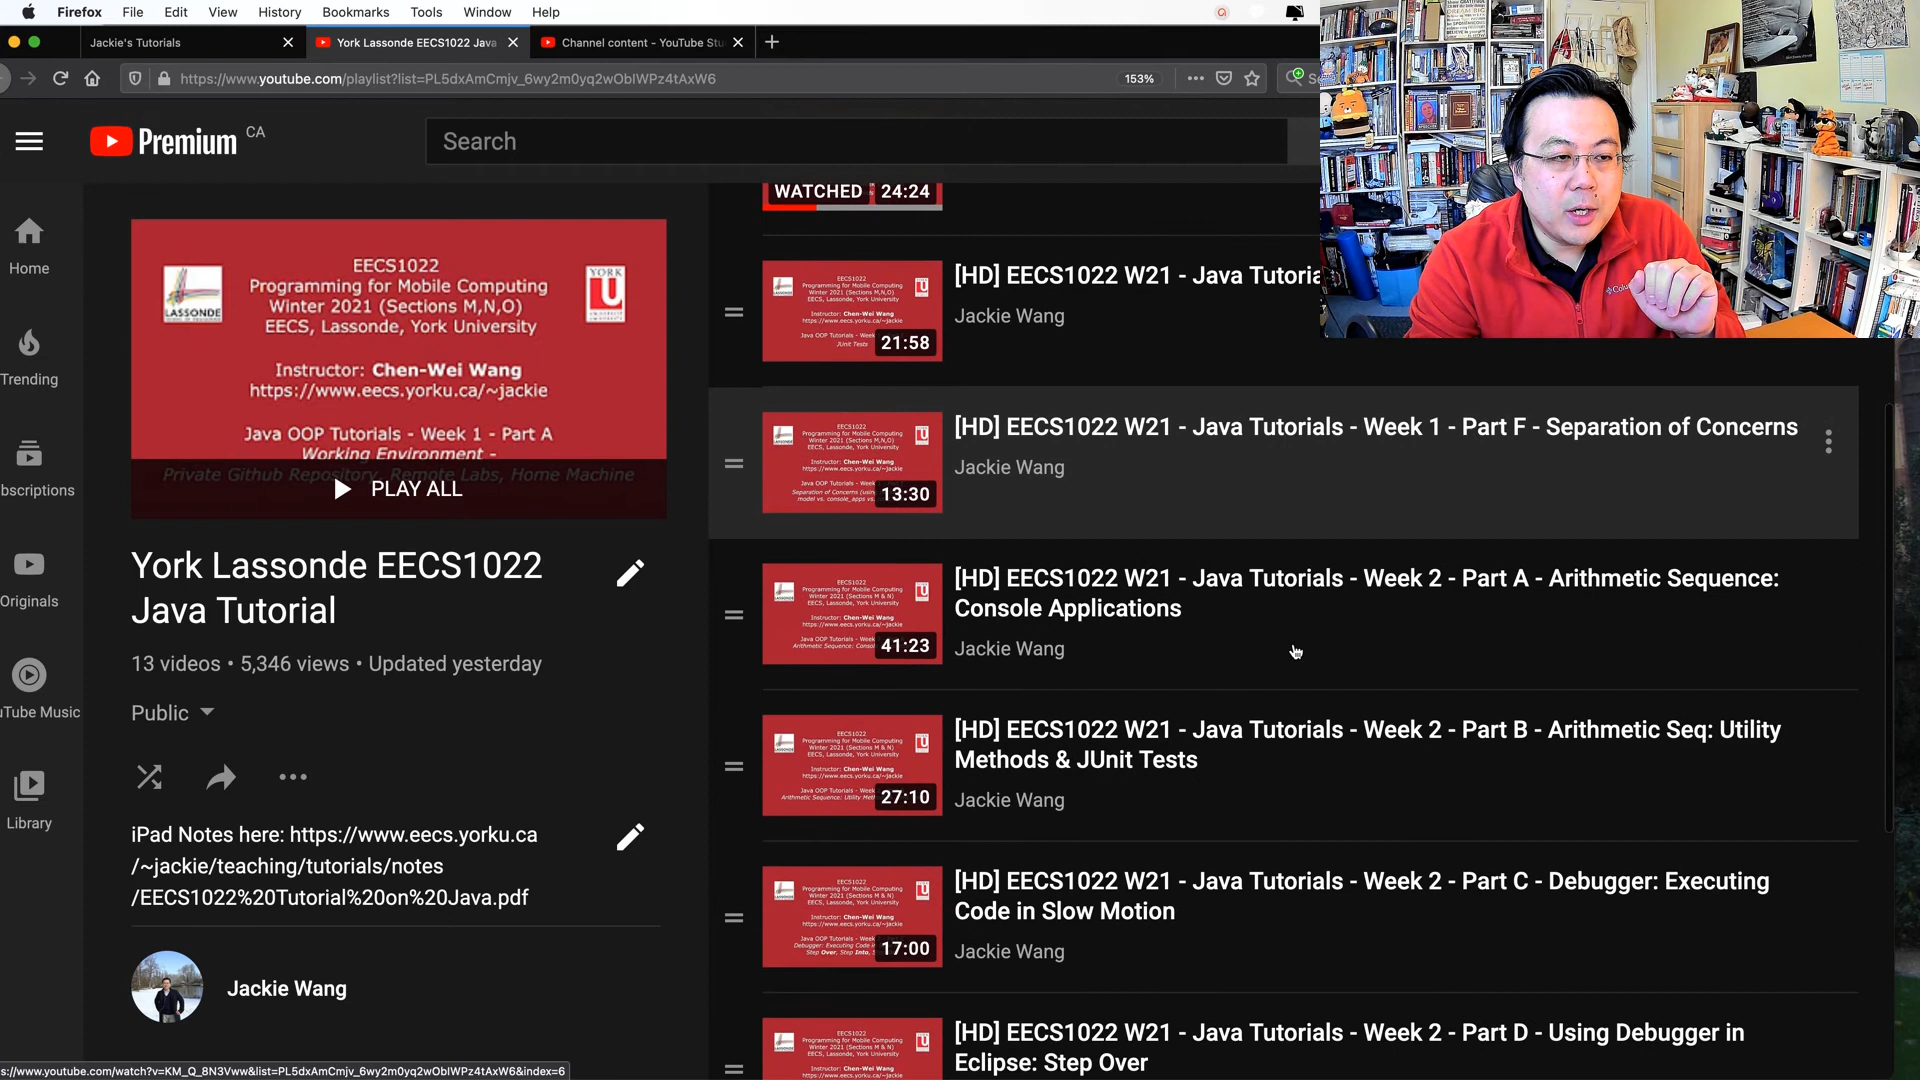 Firefox File Edit View History Bookmarks Tools Window Help
Jackie's Tutorials
York Lassonde EECS1022 Java
Channel content - YouTube Stu
https://www.youtube.com/playlist?list=PL5dxAmCmjv_6wy2m0yq2wOblWPz4tAxW6
153%
Premium CA
Search
Home
Trending
bscriptions
Originals
uTube Music
Library
EECS1022
Programming for Mobile Computing
Winter 2021 (Sections M,N,O)
EECS, Lassonde, York University
LASSONDE
YORK
U
Instructor: Chen-Wei Wang
https://www.eecs.yorku.ca/~jackie
Java OOP Tutorials - Week 1 - Part A
Working Environment -
Private Github Repository, Remote Labs, Home Machine
PLAY ALL
York Lassonde EECS1022
Java Tutorial
13 videos • 5,346 views • Updated yesterday
Public
iPad Notes here: https://www.eecs.yorku.ca
/~jackie/teaching/tutorials/notes
/EECS1022%20Tutorial%20on%20Java.pdf
Jackie Wang
WATCHED 24:24
[HD] EECS1022 W21 - Java Tutoria
Jackie Wang
21:58
[HD] EECS1022 W21 - Java Tutorials - Week 1 - Part F - Separation of Concerns
Jackie Wang
13:30
[HD] EECS1022 W21 - Java Tutorials - Week 2 - Part A - Arithmetic Sequence:
Console Applications
Jackie Wang
41:23
[HD] EECS1022 W21 - Java Tutorials - Week 2 - Part B - Arithmetic Seq: Utility
Methods & JUnit Tests
Jackie Wang
27:10
[HD] EECS1022 W21 - Java Tutorials - Week 2 - Part C - Debugger: Executing
Code in Slow Motion
Jackie Wang
17:00
[HD] EECS1022 W21 - Java Tutorials - Week 2 - Part D - Using Debugger in
Eclipse: Step Over
s://www.youtube.com/watch?v=KM_Q_8N3Vww&list=PL5dxAmCmjv_6wy2m0yq2wOblWPz4tAxW6&index=6